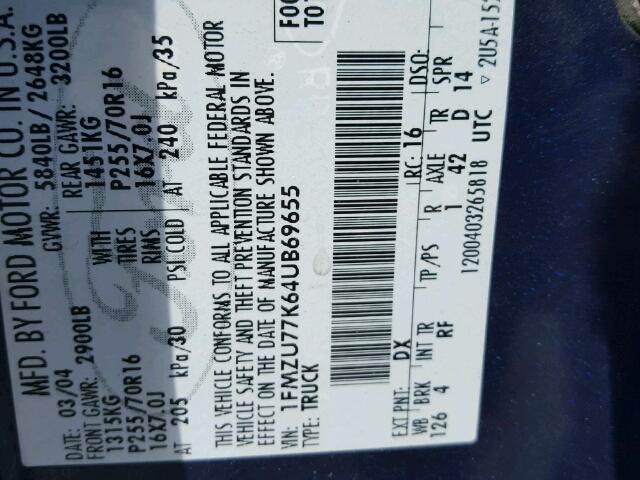 MFD. BY FORD MOTOR CO. IN U.S.A.
DATE: 03/04 GVWR: 5840LB/ 2648KG
FRONT GAWR: 2900LB REAR GAWR: 3200LB
1315KG WITH 1451KG
P255/70R16 TIRES P255/70R16
16X7.0J RIMS 16X7.0J
AT 205 kPa/30 PSI COLD AT 240 kPa/35
THIS VEHICLE CONFORMS TO ALL APPLICABLE FEDERAL MOTOR
VEHICLE SAFETY AND THEFT PREVENTION STANDARDS IN
EFFECT ON THE DATE OF MANUFACTURE SHOWN ABOVE.
VIN: 1FMZU77K64UB69655
TYPE: TRUCK
FOO
TO
EXT PNT: DX RC: 16 DSO:
WB BRK INT TR TP/PS R AXLE TR SPR
126 4 RF 1 42 D 14
1200403265818 UTC
▽ 2U5A-152